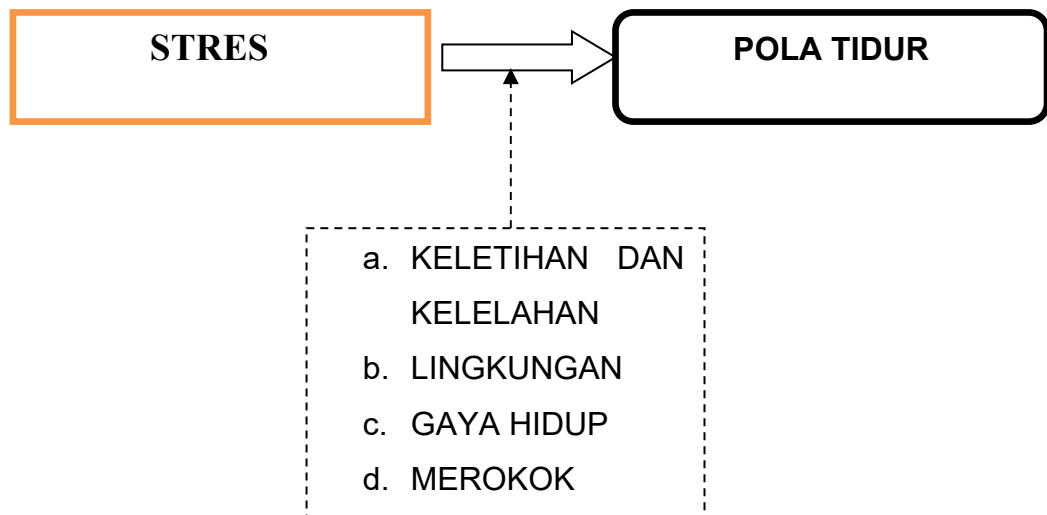 STRES
POLA TIDUR
a. KELETIHAN DAN
KELELAHAN
b. LINGKUNGAN
c. GAYA HIDUP
d. MEROKOK